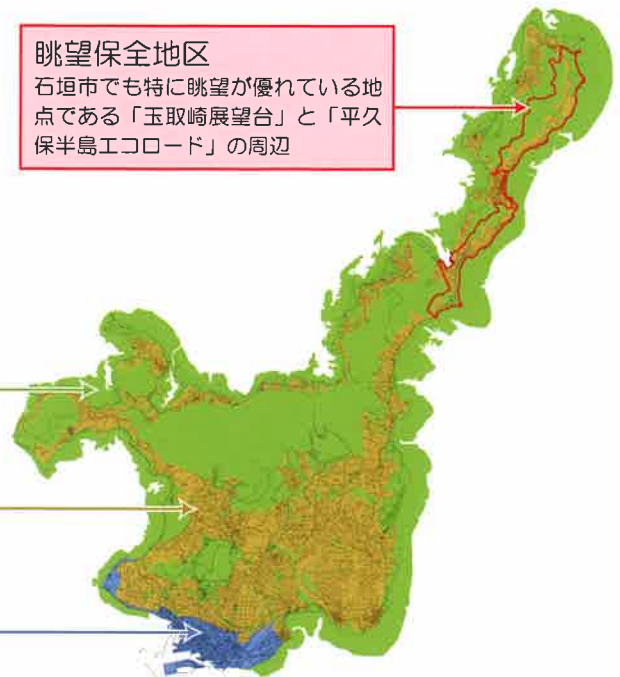 眺望保全地区
石垣市でも特に眺望が優れている地
点である「玉取崎展望台」と「平久
保半島エコロード」の周辺